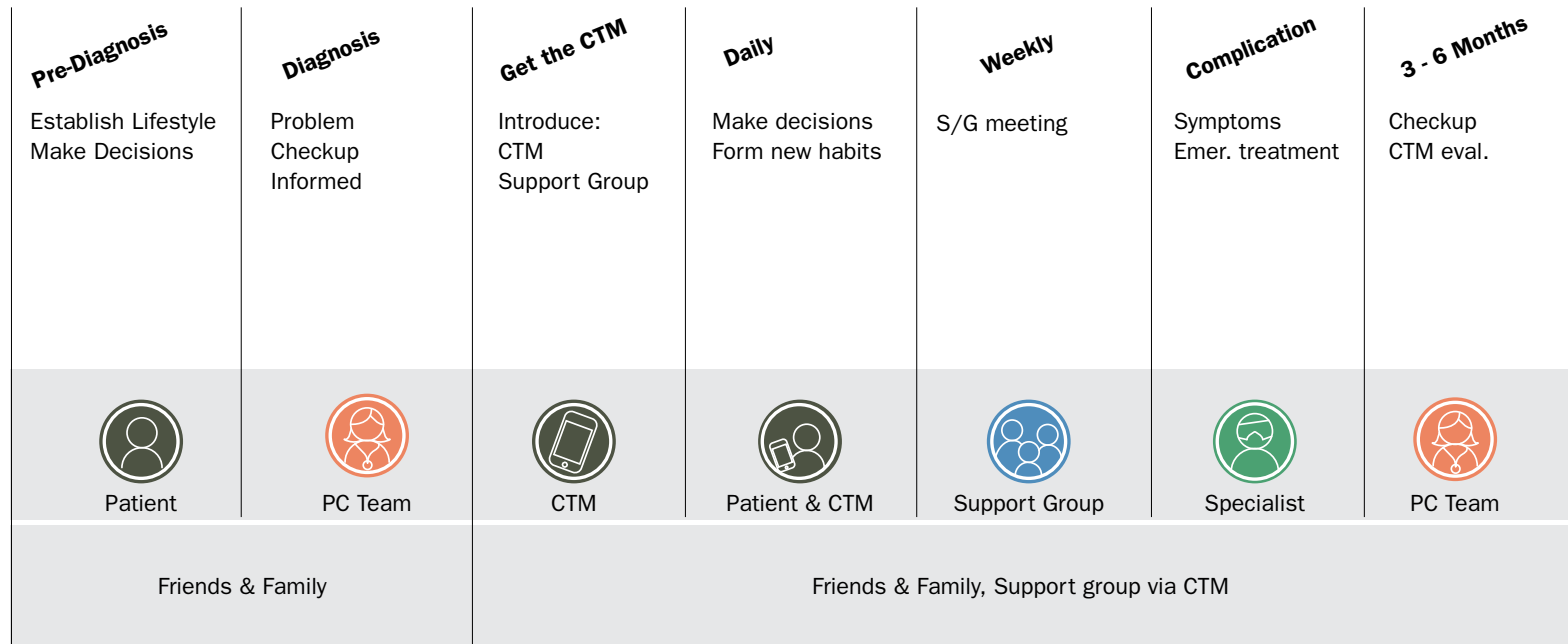 Pre-Diagnosis
Diagnosis
Get the CTM
Daily
Weekly
Complication
3 - 6 Months
Establish Lifestyle
Make Decisions
Problem
Checkup
Informed
Introduce:
CTM
Support Group
Make decisions
Form new habits
S/G meeting
Symptoms
Emer. treatment
Checkup
CTM eval.
Patient
PC Team
CTM
Patient & CTM
Support Group
Specialist
PC Team
Friends & Family
Friends & Family, Support group via CTM